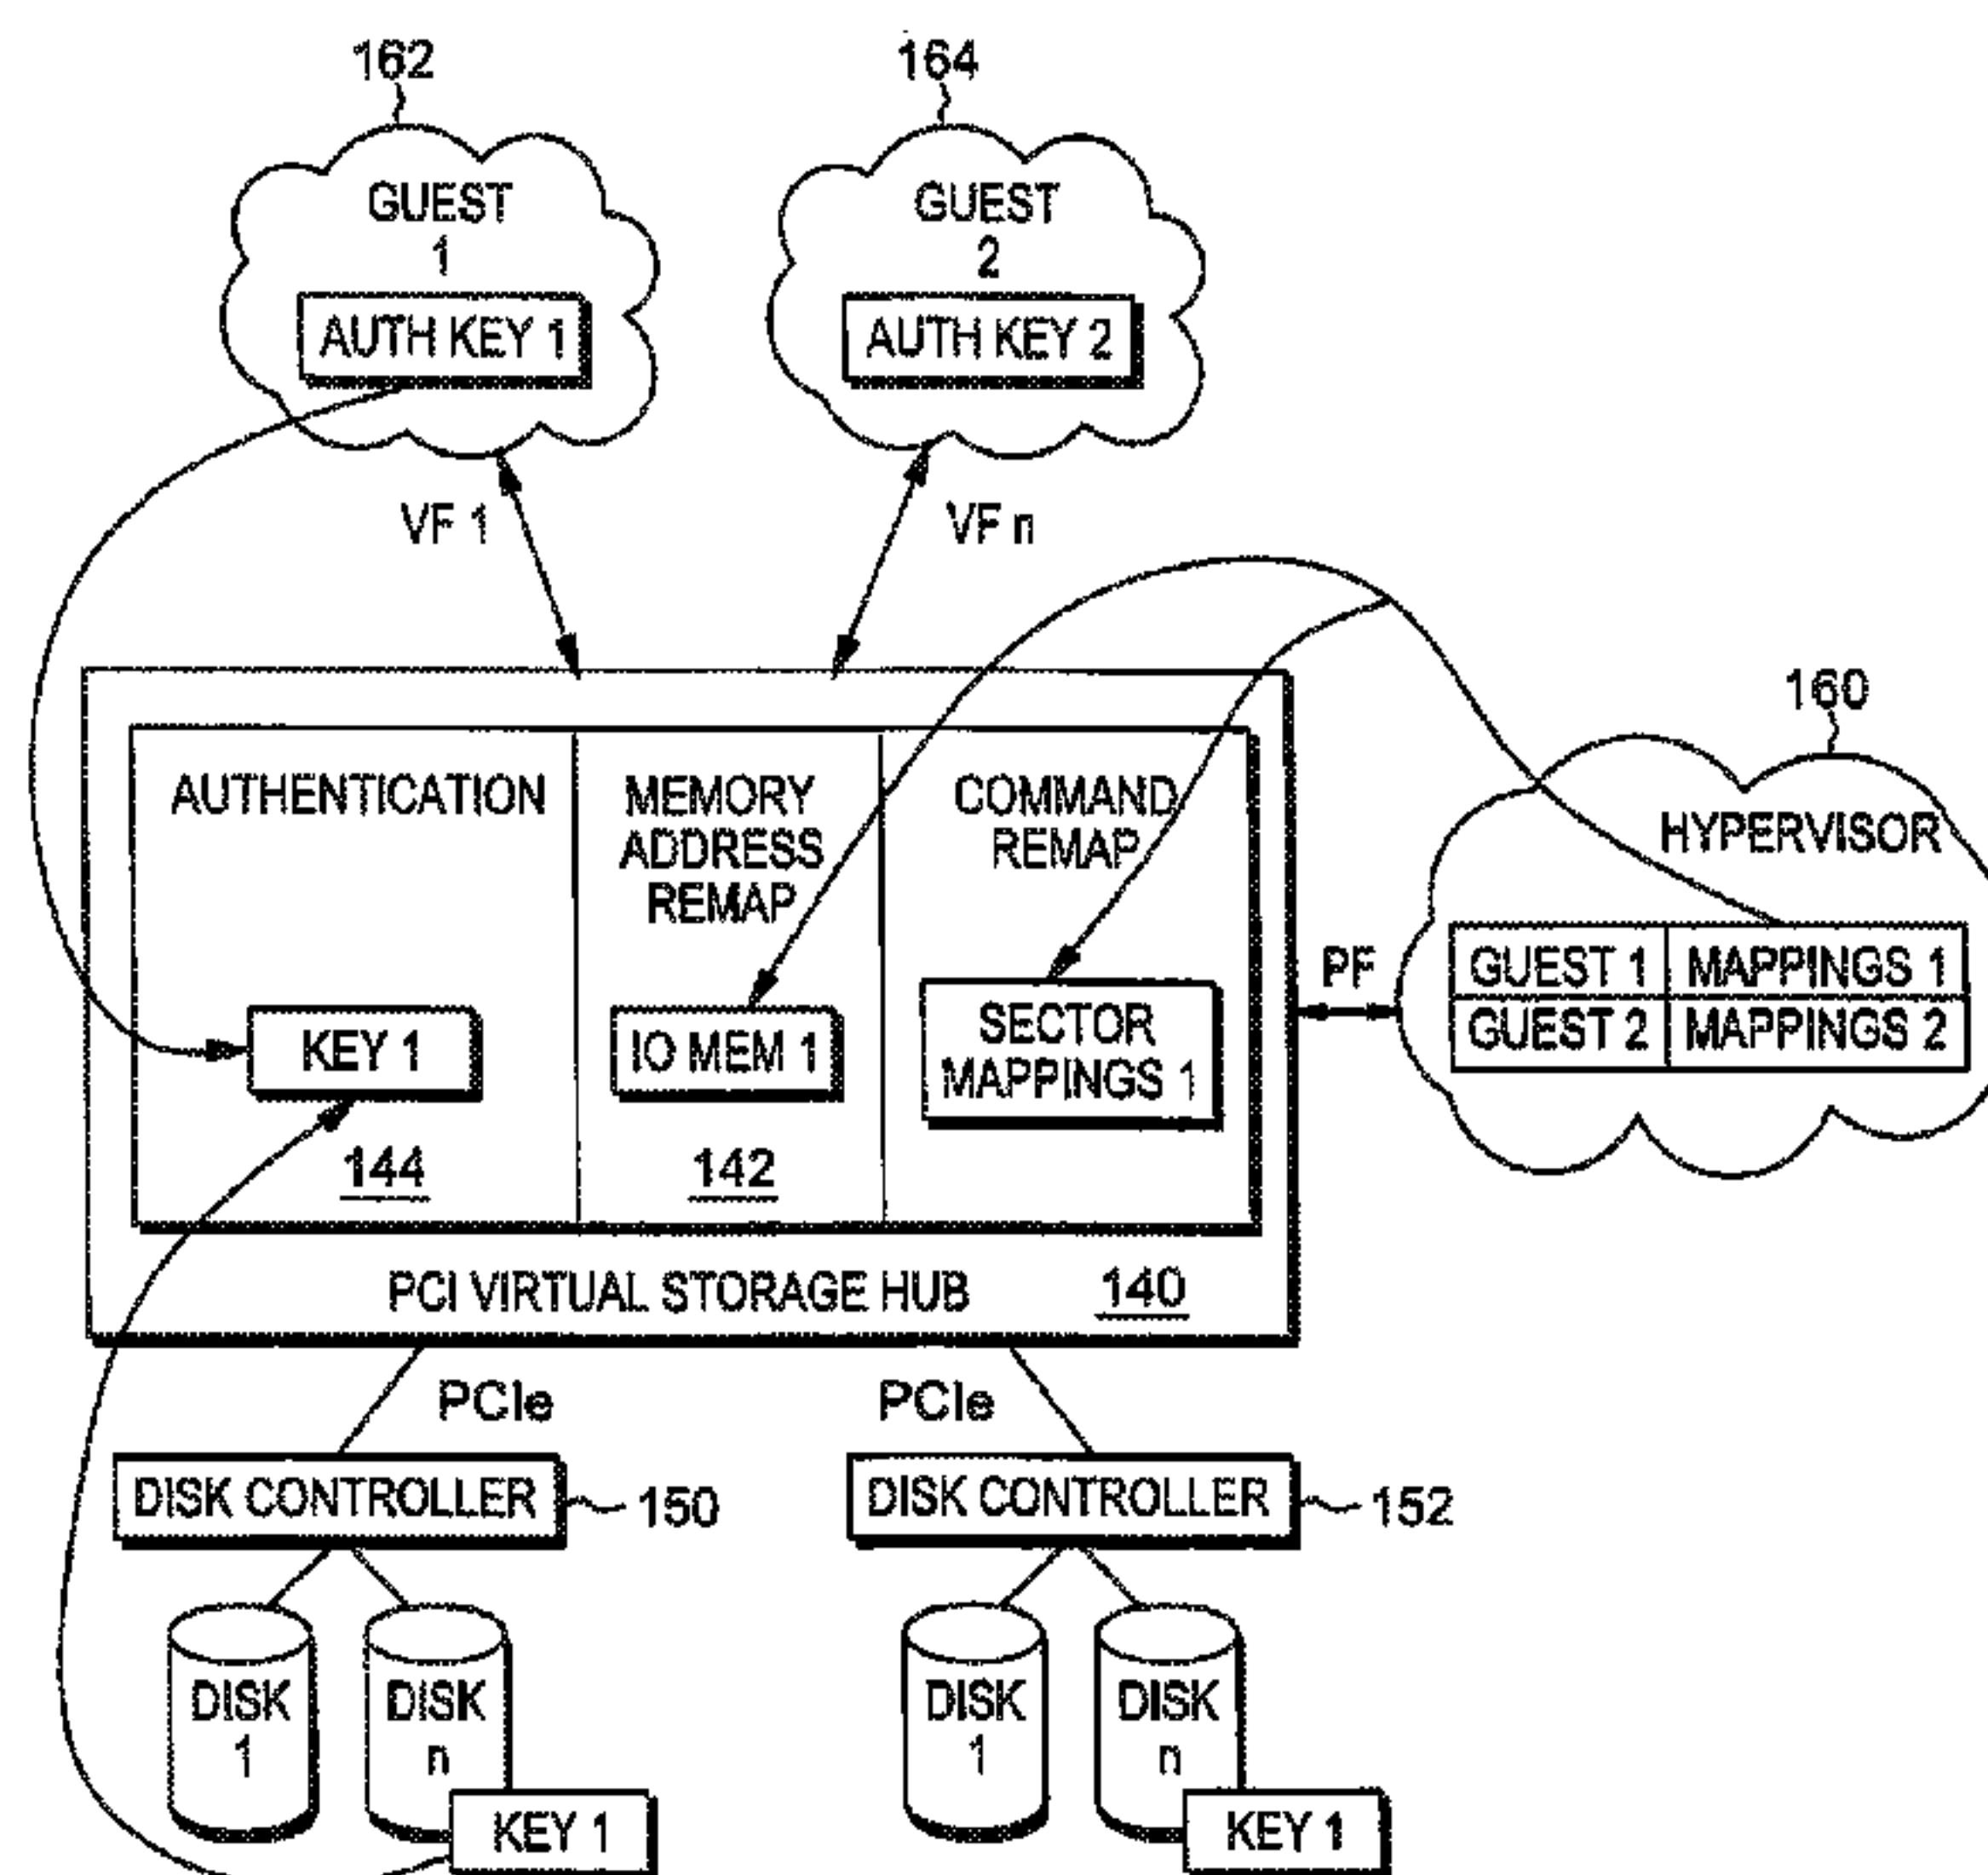 162
164
GUEST
1
AUTH KEY 1
GUEST
2
AUTH KEY 2
VF 1
VF n
160
AUTHENTICATION
MEMORY
ADDRESS
REMAP
COMMAND
REMAP
HYPERVISOR
GUEST 1 MAPPINGS 1
GUEST 2 MAPPINGS 2
PF
KEY 1
IO MEM 1
SECTOR
MAPPINGS 1
144
142
PCI VIRTUAL STORAGE HUB 140
PCIe
PCIe
DISK CONTROLLER
150
DISK CONTROLLER
152
DISK
1
DISK
n
KEY 1
DISK
1
DISK
n
KEY 1